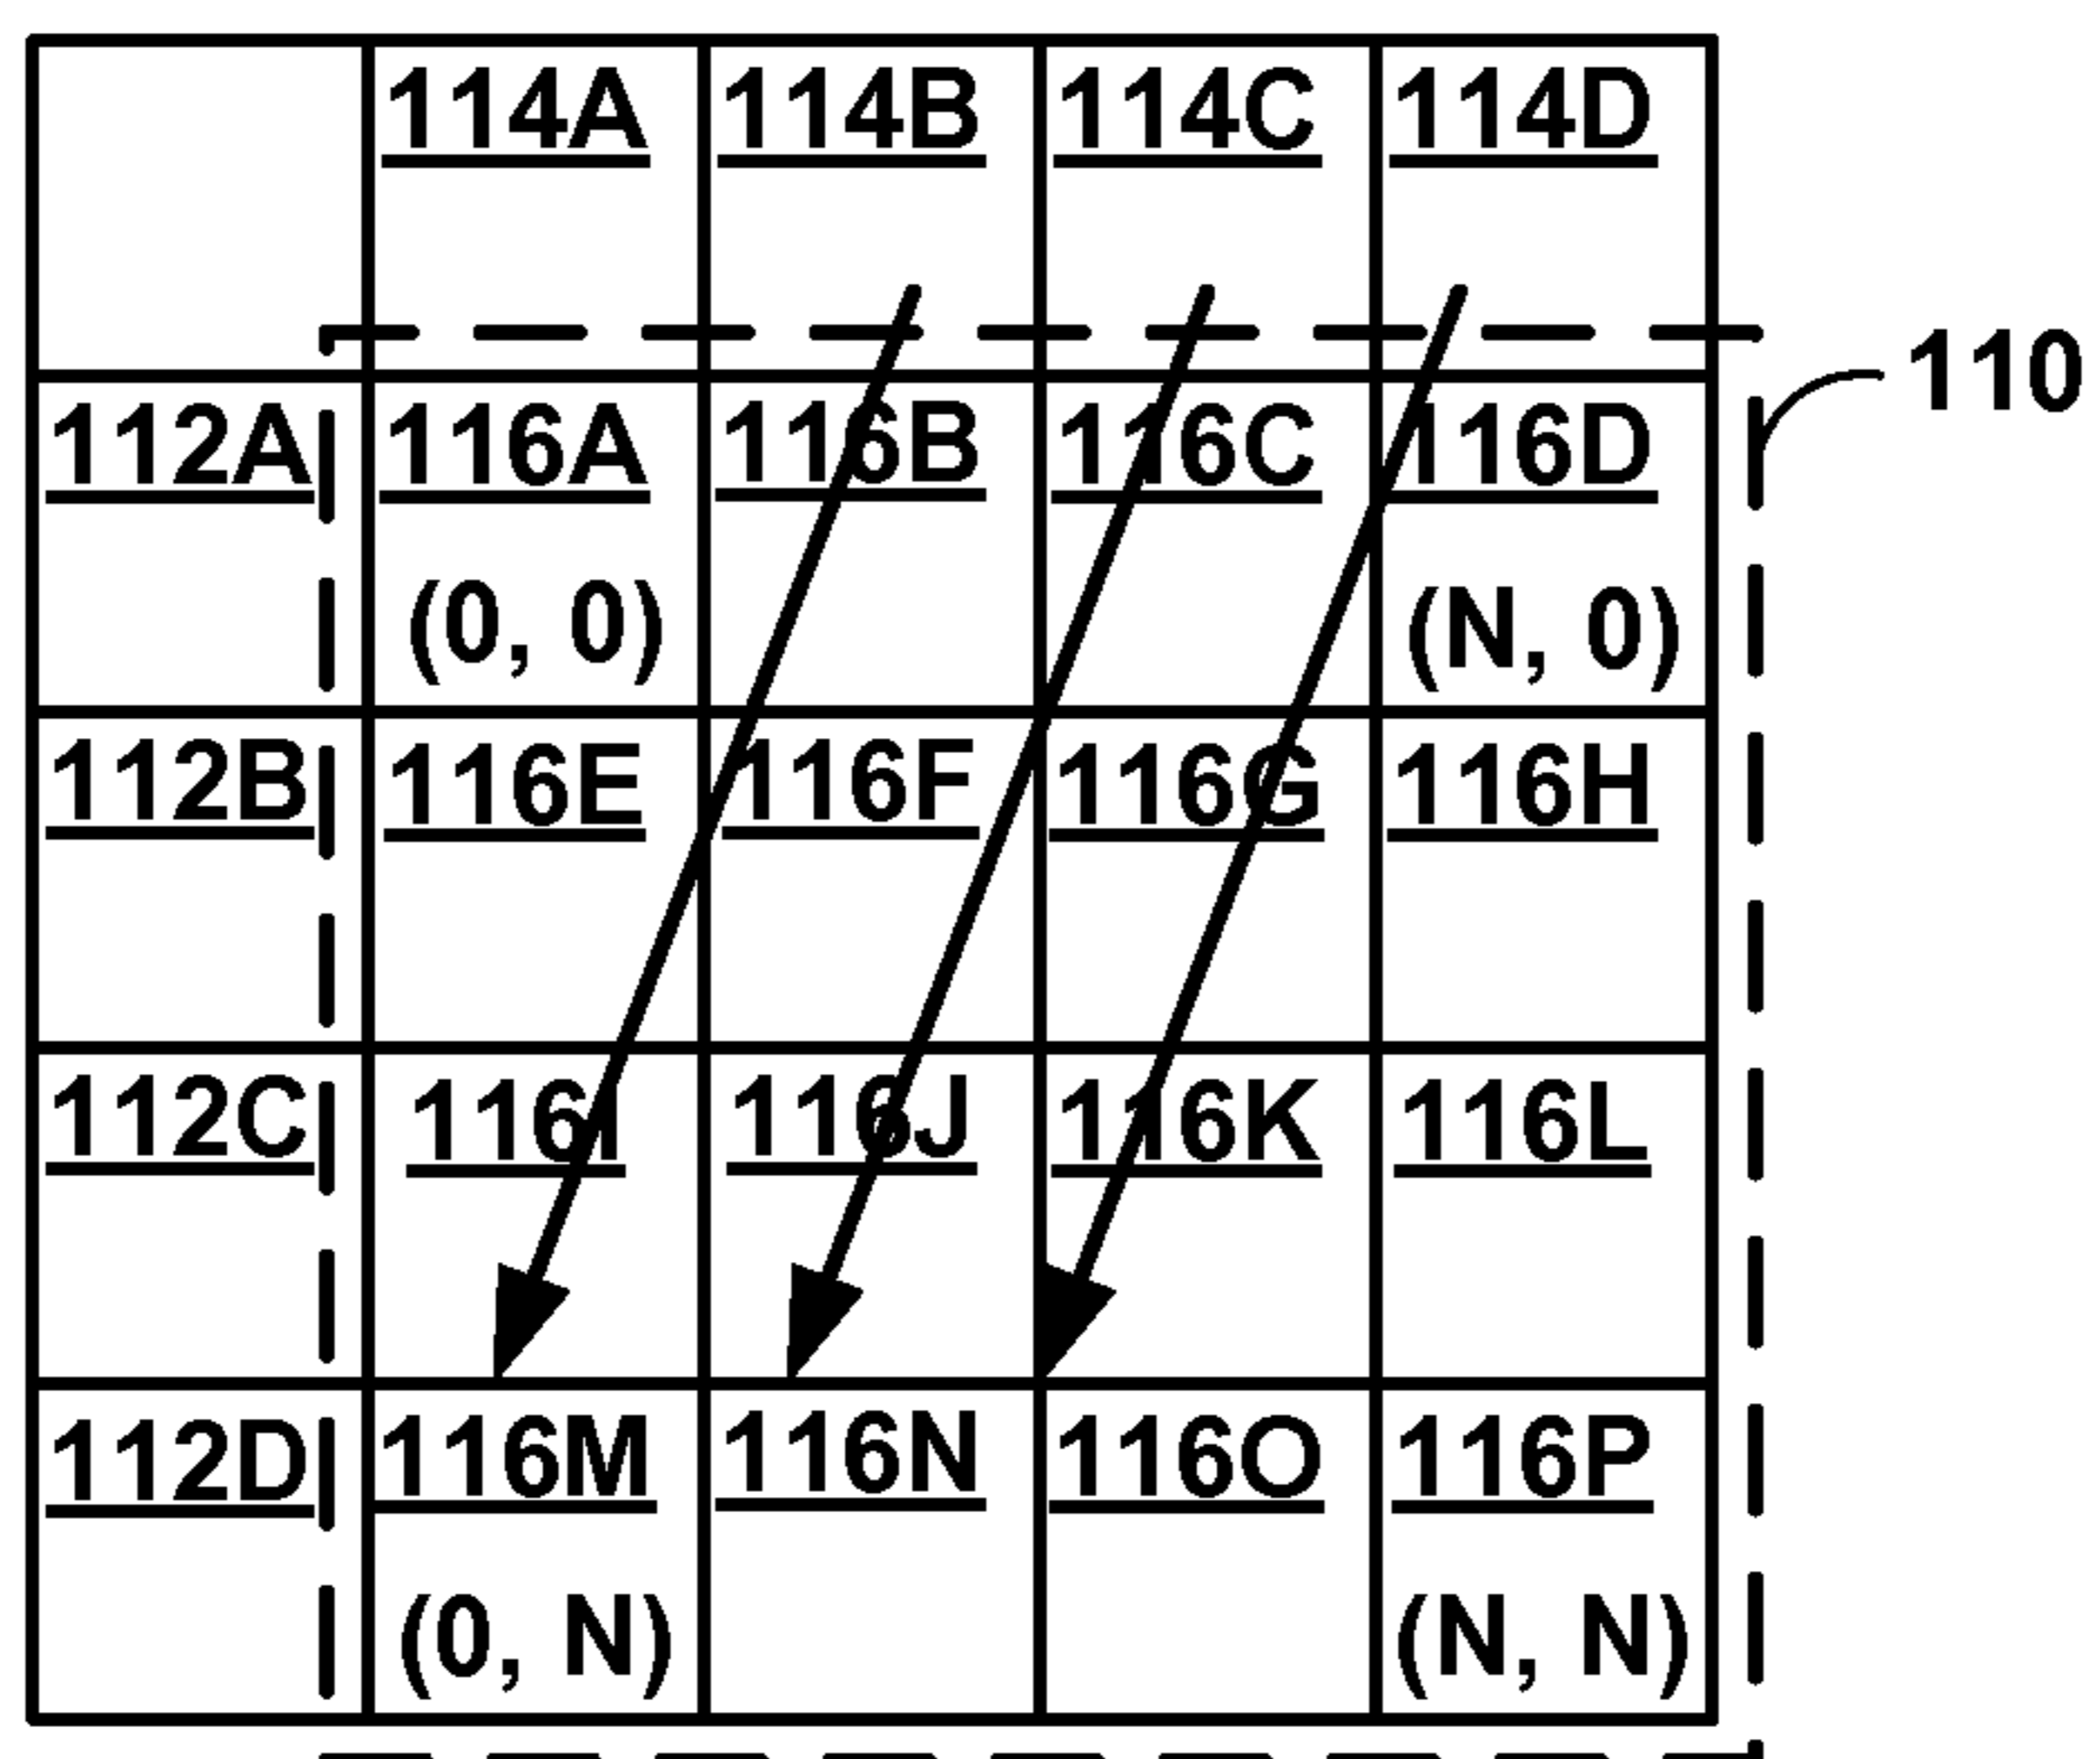 114A 114B 114C 114D
110
112A 116A 116B 116C 116D
(0, 0) (N, 0)
112B 116E 116F 116G 116H
112C 116I 116J 116K 116L
112D 116M 116N 116O 116P
(0, N) (N, N)